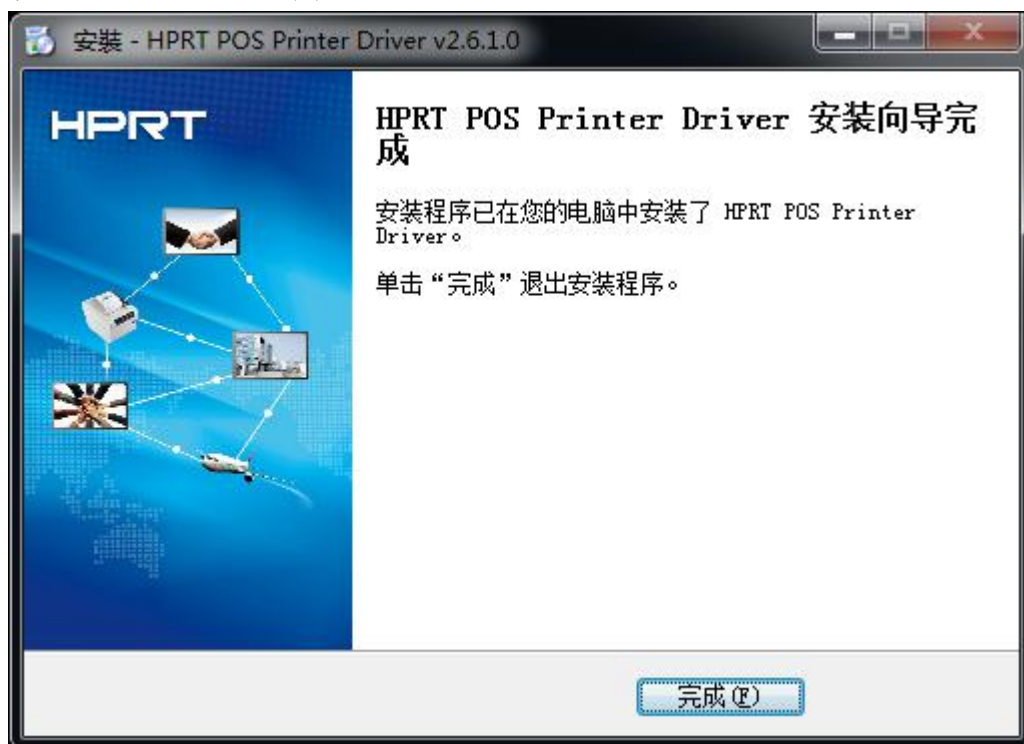 安裝 - HPRT POS Printer Driver v2.6.1.0
HPRT
HPRT POS Printer Driver 安装向导完
成
安装程序已在您的电脑中安装了 HPRT POS Printer
Driver。
单击“完成”退出安装程序。
完成(F)